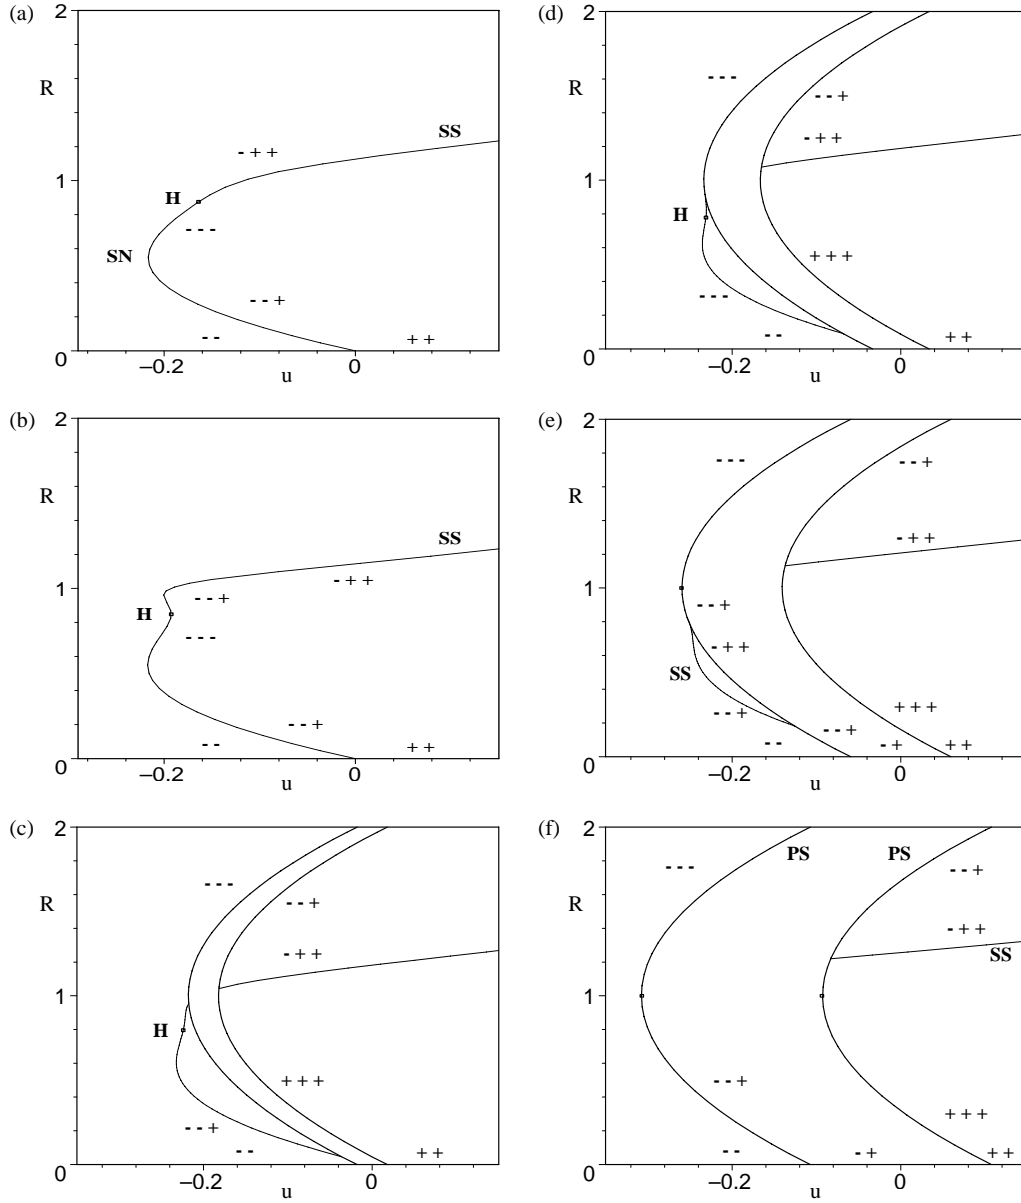 (a)
2
R
SS
- + +
1
H
- - -
SN
- - +
- -
+ +
0
–0.2
0
u
(b)
2
R
SS
- + +
- - +
1
H
- - -
- - +
- -
+ +
0
–0.2
0
u
(c)
2
- - -
R
- - +
- + +
1
H
+ + +
- - +
- -
+ +
0
–0.2
0
u
(d)
2
- - -
R
- - +
- + +
1
H
+ + +
- - -
- -
+ +
0
–0.2
0
u
(e)
2
- - -
- - +
R
- + +
1
- - +
- + +
SS
+ + +
- - +
- - +
- -
- +
+ +
0
–0.2
0
u
(f)
2
PS
PS
- - -
- - +
R
- + +
SS
1
- - +
+ + +
- -
- +
+ +
0
–0.2
0
u